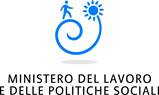 MINISTERO DEL LAVORO
E DELLE POLITICHE SOCIALI